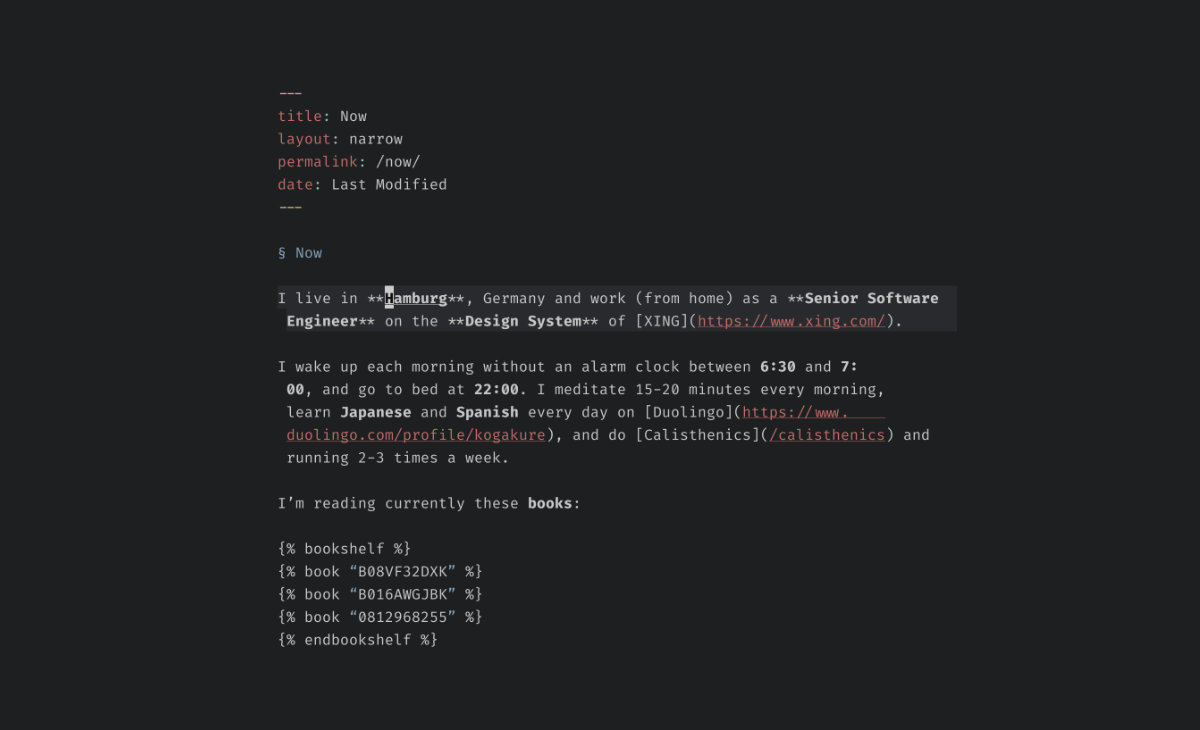 ---
title: Now
layout: narrow
permalink: /now/
date: Last Modified
---
§ Now
I live in **Hamburg**, Germany and work (from home) as a **Senior Software
Engineer** on the **Design System** of [XING](https://www.xing.com/).
I wake up each morning without an alarm clock between 6:30 and 7:
00, and go to bed at 22:00. I meditate 15-20 minutes every morning,
learn Japanese and Spanish every day on [Duolingo](https://www.
duolingo.com/profile/kogakure), and do [Calisthenics](/calisthenics) and
running 2-3 times a week.
I’m reading currently these books:
{% bookshelf %}
{% book “B08VF32DXK” %}
{% book “B016AWGJBK” %}
{% book “0812968255” %}
{% endbookshelf %}